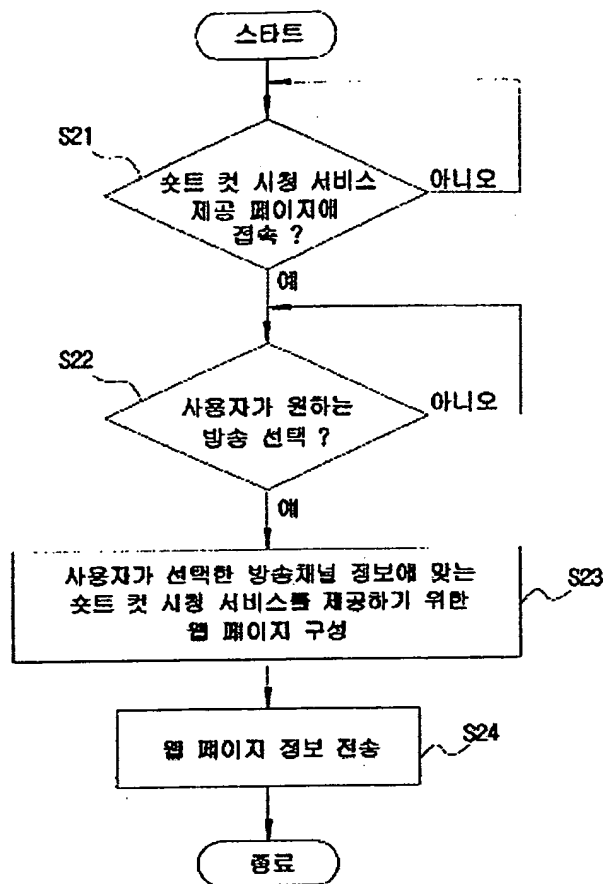 스타트
S21
숏트 컷 시청 서비스
제공 페이지에
접속 ?
아니오
예
S22
사용자가 원하는
방송 선택 ?
아니오
예
사용자가 선택한 방송채널 정보에 맞는
숏트 컷 시청 서비스를 제공하기 위한
웹 페이지 구성
S23
웹 페이지 정보 전송
S24
종료